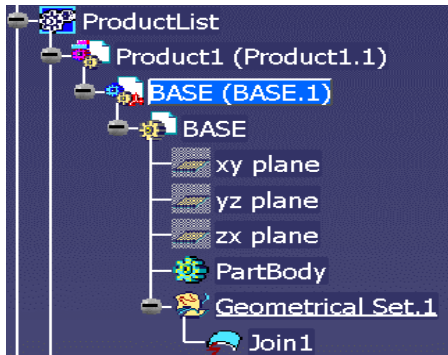 ProductList
Product1 (Product1.1)
BASE (BASE.1)
BASE
xy plane
yz plane
zx plane
PartBody
Geometrical Set.1
Join1